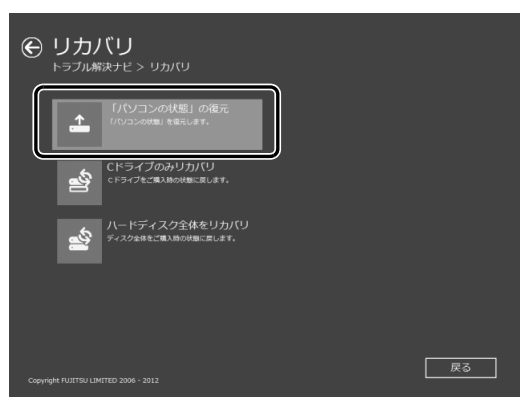 リカバリ
トラブル解決ナビ > リカバリ
「パソコンの状態」の復元
「パソコンの状態」を復元します。
Cドライブのみリカバリ
Cドライブをご購入時の状態に戻します。
ハードディスク全体をリカバリ
ディスク全体をご購入時の状態に戻します。
戻る
Copyright FUJITSU LIMITED 2006 - 2012